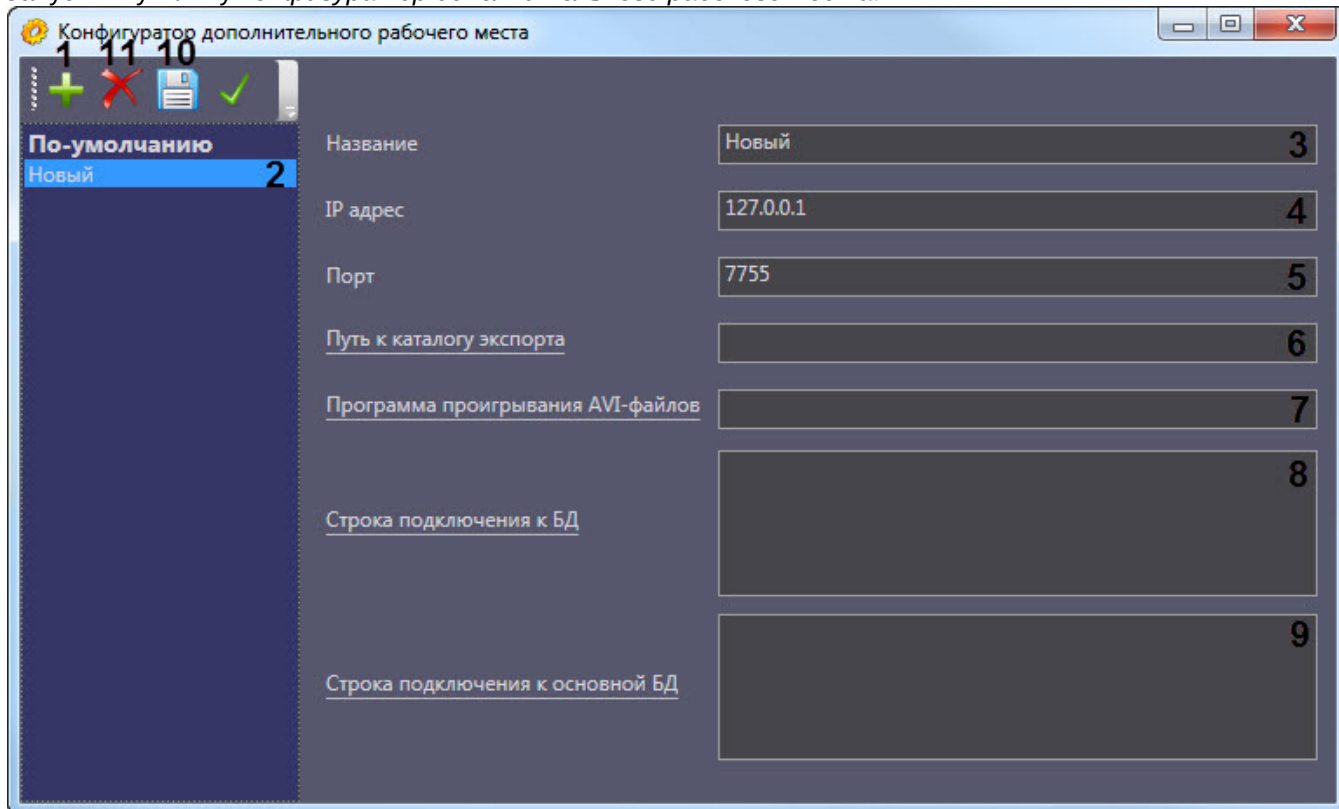 Конфигуратор дополнительного рабочего места
1 11 10
По-умолчанию
Новый 2
Название Новый 3
IP адрес 127.0.0.1 4
Порт 7755 5
Путь к каталогу экспорта 6
Программа проигрывания AVI-файлов 7
8
Строка подключения к БД
9
Строка подключения к основной БД